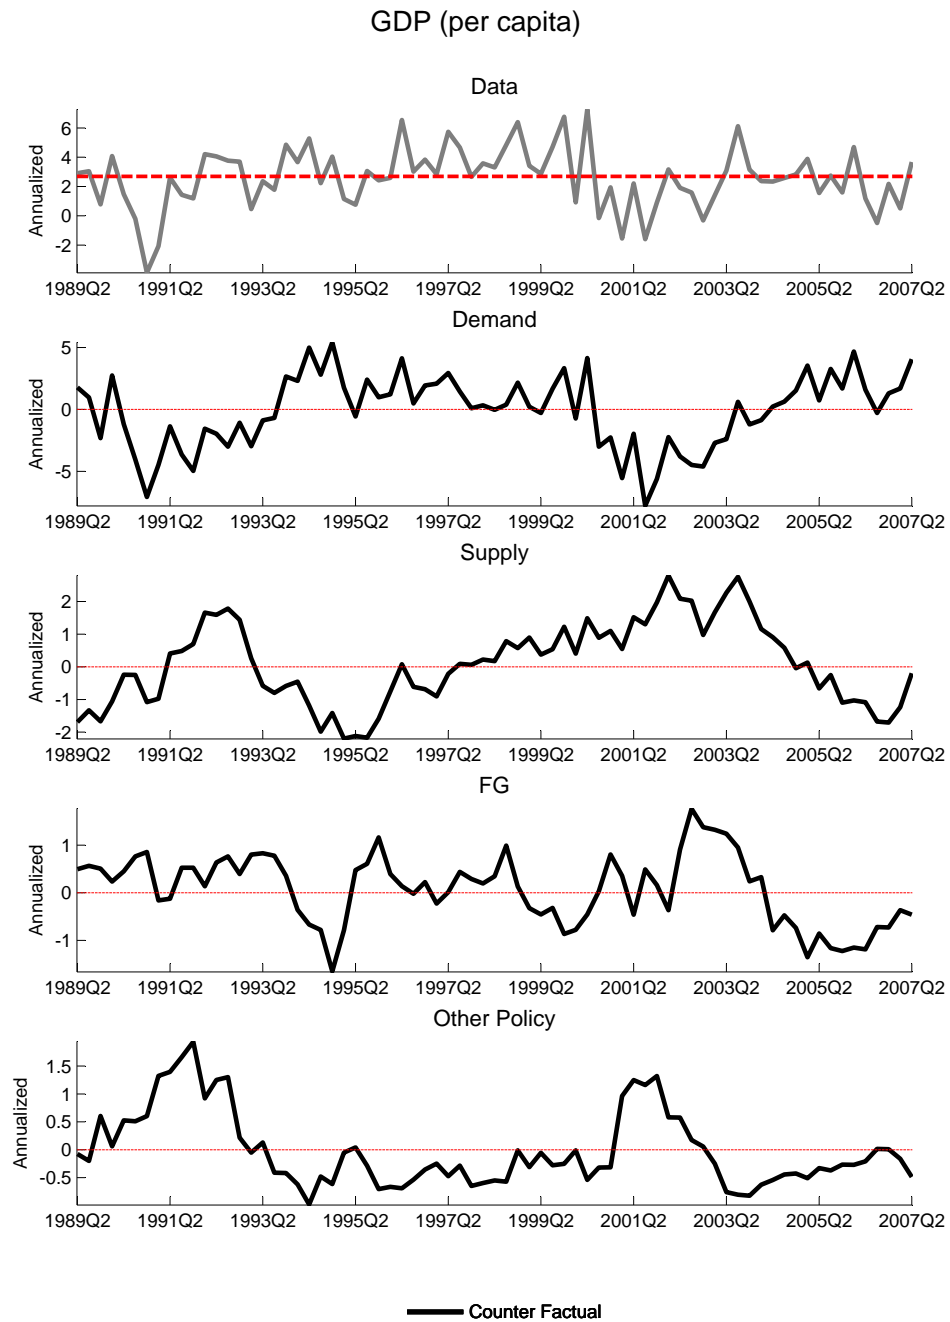 GDP (per capita)
Data
Annualized
6
4
2
0
-2
1989Q2 1991Q2 1993Q2 1995Q2 1997Q2 1999Q2 2001Q2 2003Q2 2005Q2 2007Q2
Demand
Annualized
5
0
-5
1989Q2 1991Q2 1993Q2 1995Q2 1997Q2 1999Q2 2001Q2 2003Q2 2005Q2 2007Q2
Supply
Annualized
2
1
0
-1
-2
1989Q2 1991Q2 1993Q2 1995Q2 1997Q2 1999Q2 2001Q2 2003Q2 2005Q2 2007Q2
FG
Annualized
1
0
-1
1989Q2 1991Q2 1993Q2 1995Q2 1997Q2 1999Q2 2001Q2 2003Q2 2005Q2 2007Q2
Other Policy
Annualized
1.5
1
0.5
0
-0.5
1989Q2 1991Q2 1993Q2 1995Q2 1997Q2 1999Q2 2001Q2 2003Q2 2005Q2 2007Q2
Counter Factual